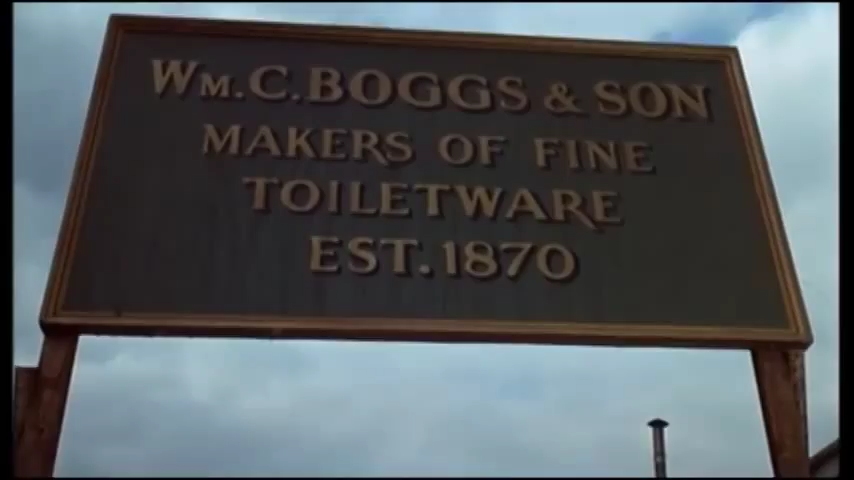 Wm. C. BOGGS & SON
MAKERS OF FINE
TOILETWARE
EST. 1870